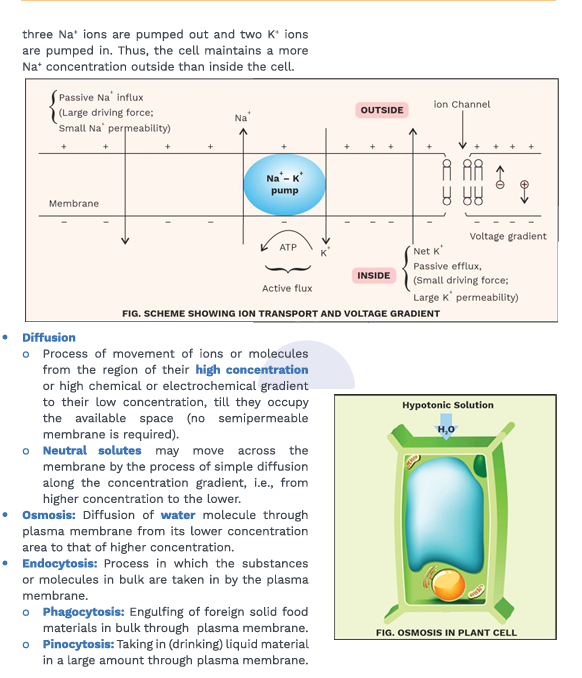 three Na⁺ ions are pumped out and two K⁺ ions
are pumped in. Thus, the cell maintains a more
Na⁺ concentration outside than inside the cell.
Passive Na⁺ influx
(Large driving force;
Small Na⁺ permeability)
Na⁺
OUTSIDE
ion Channel
+ + + + + + + + + + + +
Na⁺– K⁺
pump
Membrane
Voltage gradient
ATP
K⁺
INSIDE
Net K⁺
Passive efflux,
(Small driving force;
Large K⁺ permeability)
Active flux
FIG. SCHEME SHOWING ION TRANSPORT AND VOLTAGE GRADIENT
• Diffusion
o Process of movement of ions or molecules
from the region of their high concentration
or high chemical or electrochemical gradient
to their low concentration, till they occupy
the available space (no semipermeable
membrane is required).
o Neutral solutes may move across the
membrane by the process of simple diffusion
along the concentration gradient, i.e., from
higher concentration to the lower.
• Osmosis: Diffusion of water molecule through
plasma membrane from its lower concentration
area to that of higher concentration.
• Endocytosis: Process in which the substances
or molecules in bulk are taken in by the plasma
membrane.
o Phagocytosis: Engulfing of foreign solid food
materials in bulk through plasma membrane.
o Pinocytosis: Taking in (drinking) liquid material
in a large amount through plasma membrane.
Hypotonic Solution
H₂O
FIG. OSMOSIS IN PLANT CELL